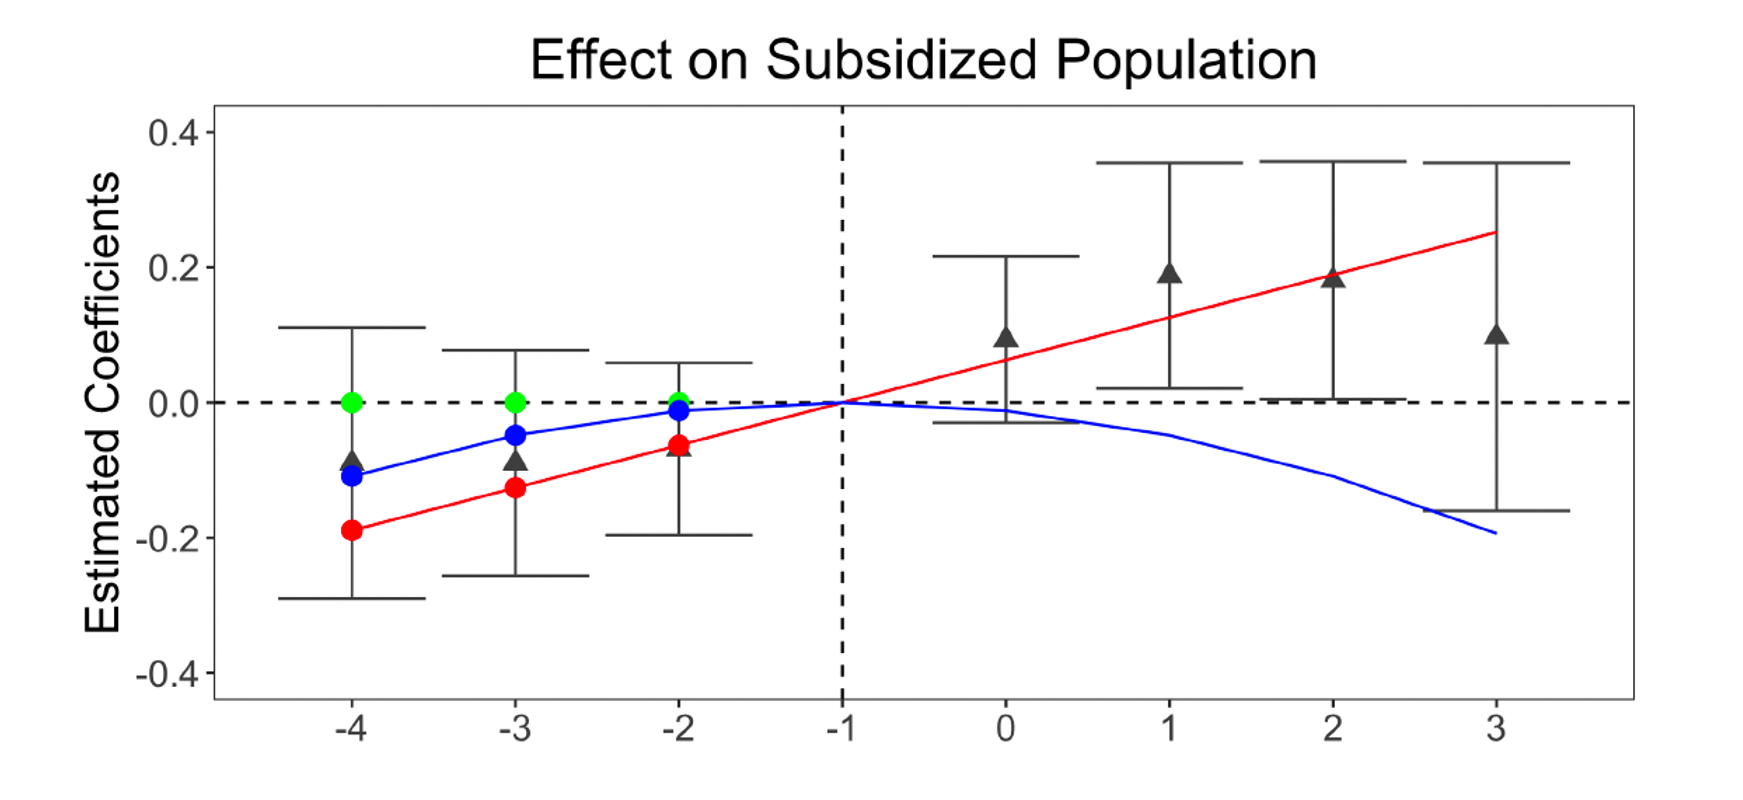 Effect on Subsidized Population
Estimated Coefficients
0.4
0.2
0.0
-0.2
-0.4
-4 -3 -2 -1 0 1 2 3